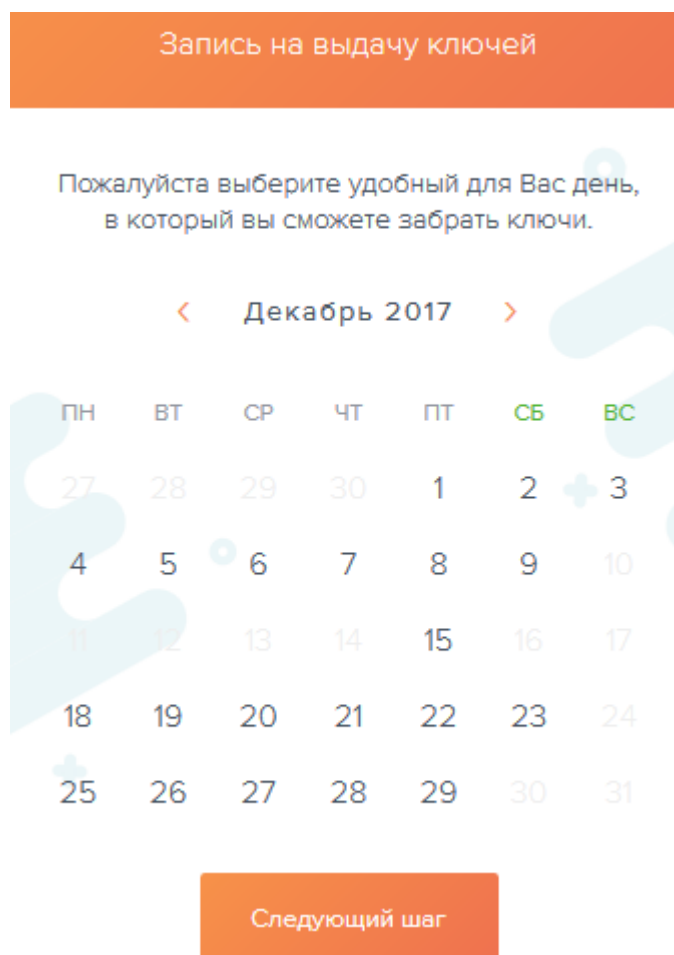 Запись на выдачу ключей
Пожалуйста выберите удобный для Вас день,
в который вы сможете забрать ключи.
‹ Декабрь 2017 ›
ПН ВТ СР ЧТ ПТ СБ ВС
27 28 29 30 1 2 3
4 5 6 7 8 9 10
11 12 13 14 15 16 17
18 19 20 21 22 23 24
25 26 27 28 29 30 31
Следующий шаг